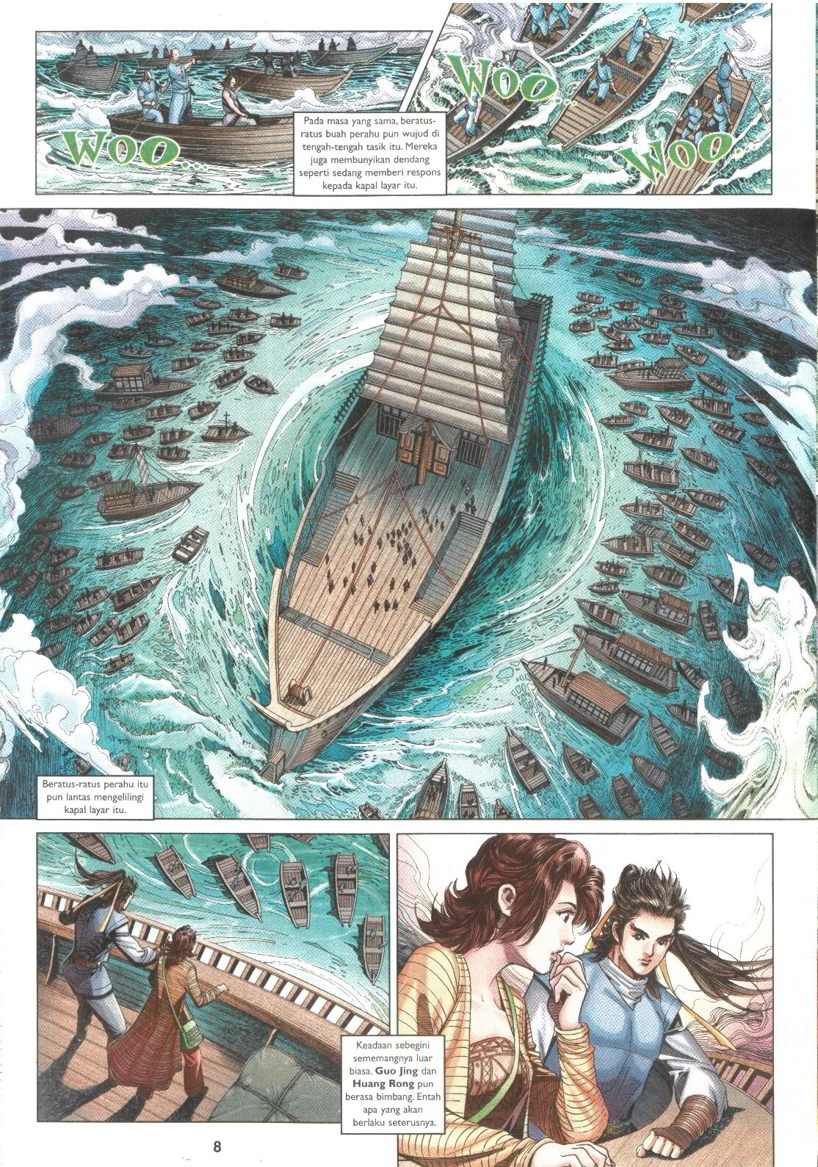 WOO...
WOO...
WOO
Pada masa yang sama, beratus-
ratus buah perahu pun wujud di
tengah-tengah tasik itu. Mereka
juga membunyikan dendang
seperti sedang memberi respons
kepada kapal layar itu.
Beratus-ratus perahu itu
pun lantas mengelilingi
kapal layar itu.
Keadaan sebegini
sememangnya luar
biasa. Guo Jing dan
Huang Rong pun
berasa bimbang. Entah
apa yang akan
berlaku seterusnya.
8